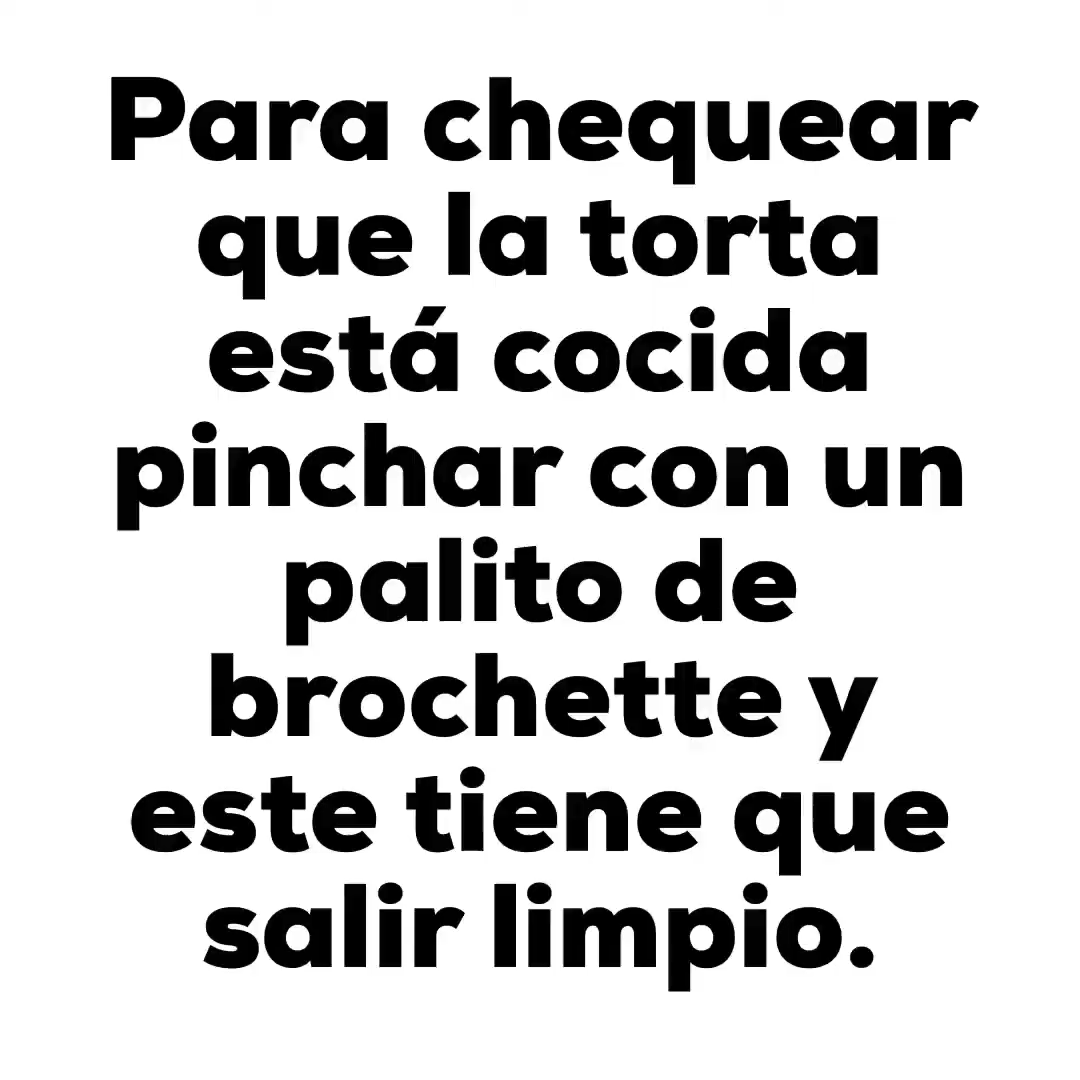 Para chequear
que la torta
está cocida
pinchar con un
palito de
brochette y
este tiene que
salir limpio.